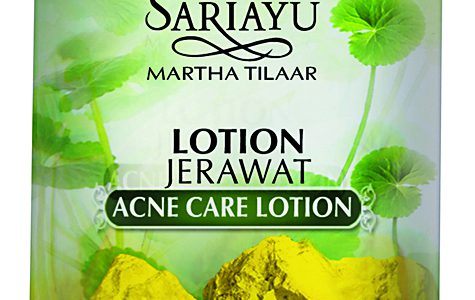 SARIAYU
MARTHA TILAAR
LOTION
JERAWAT
ACNE CARE LOTION